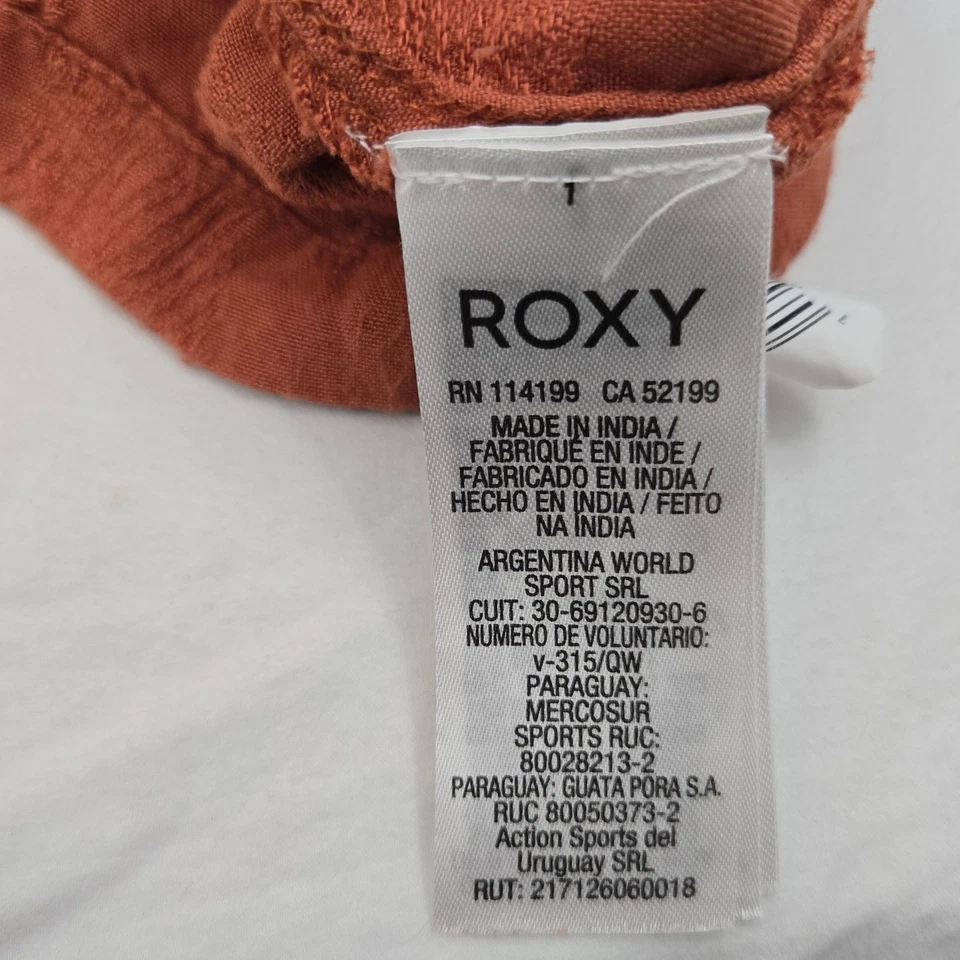 1
ROXY
RN 114199 CA 52199
MADE IN INDIA /
FABRIQUÉ EN INDE /
FABRICADO EN INDIA /
HECHO EN INDIA / FEITO
NA ÍNDIA
ARGENTINA WORLD
SPORT SRL
CUIT: 30-69120930-6
NUMERO DE VOLUNTARIO:
v-315/QW
PARAGUAY:
MERCOSUR
SPORTS RUC:
80028213-2
PARAGUAY: GUATA PORA S.A.
RUC 80050373-2
Action Sports del
Uruguay SRL
RUT: 217126060018